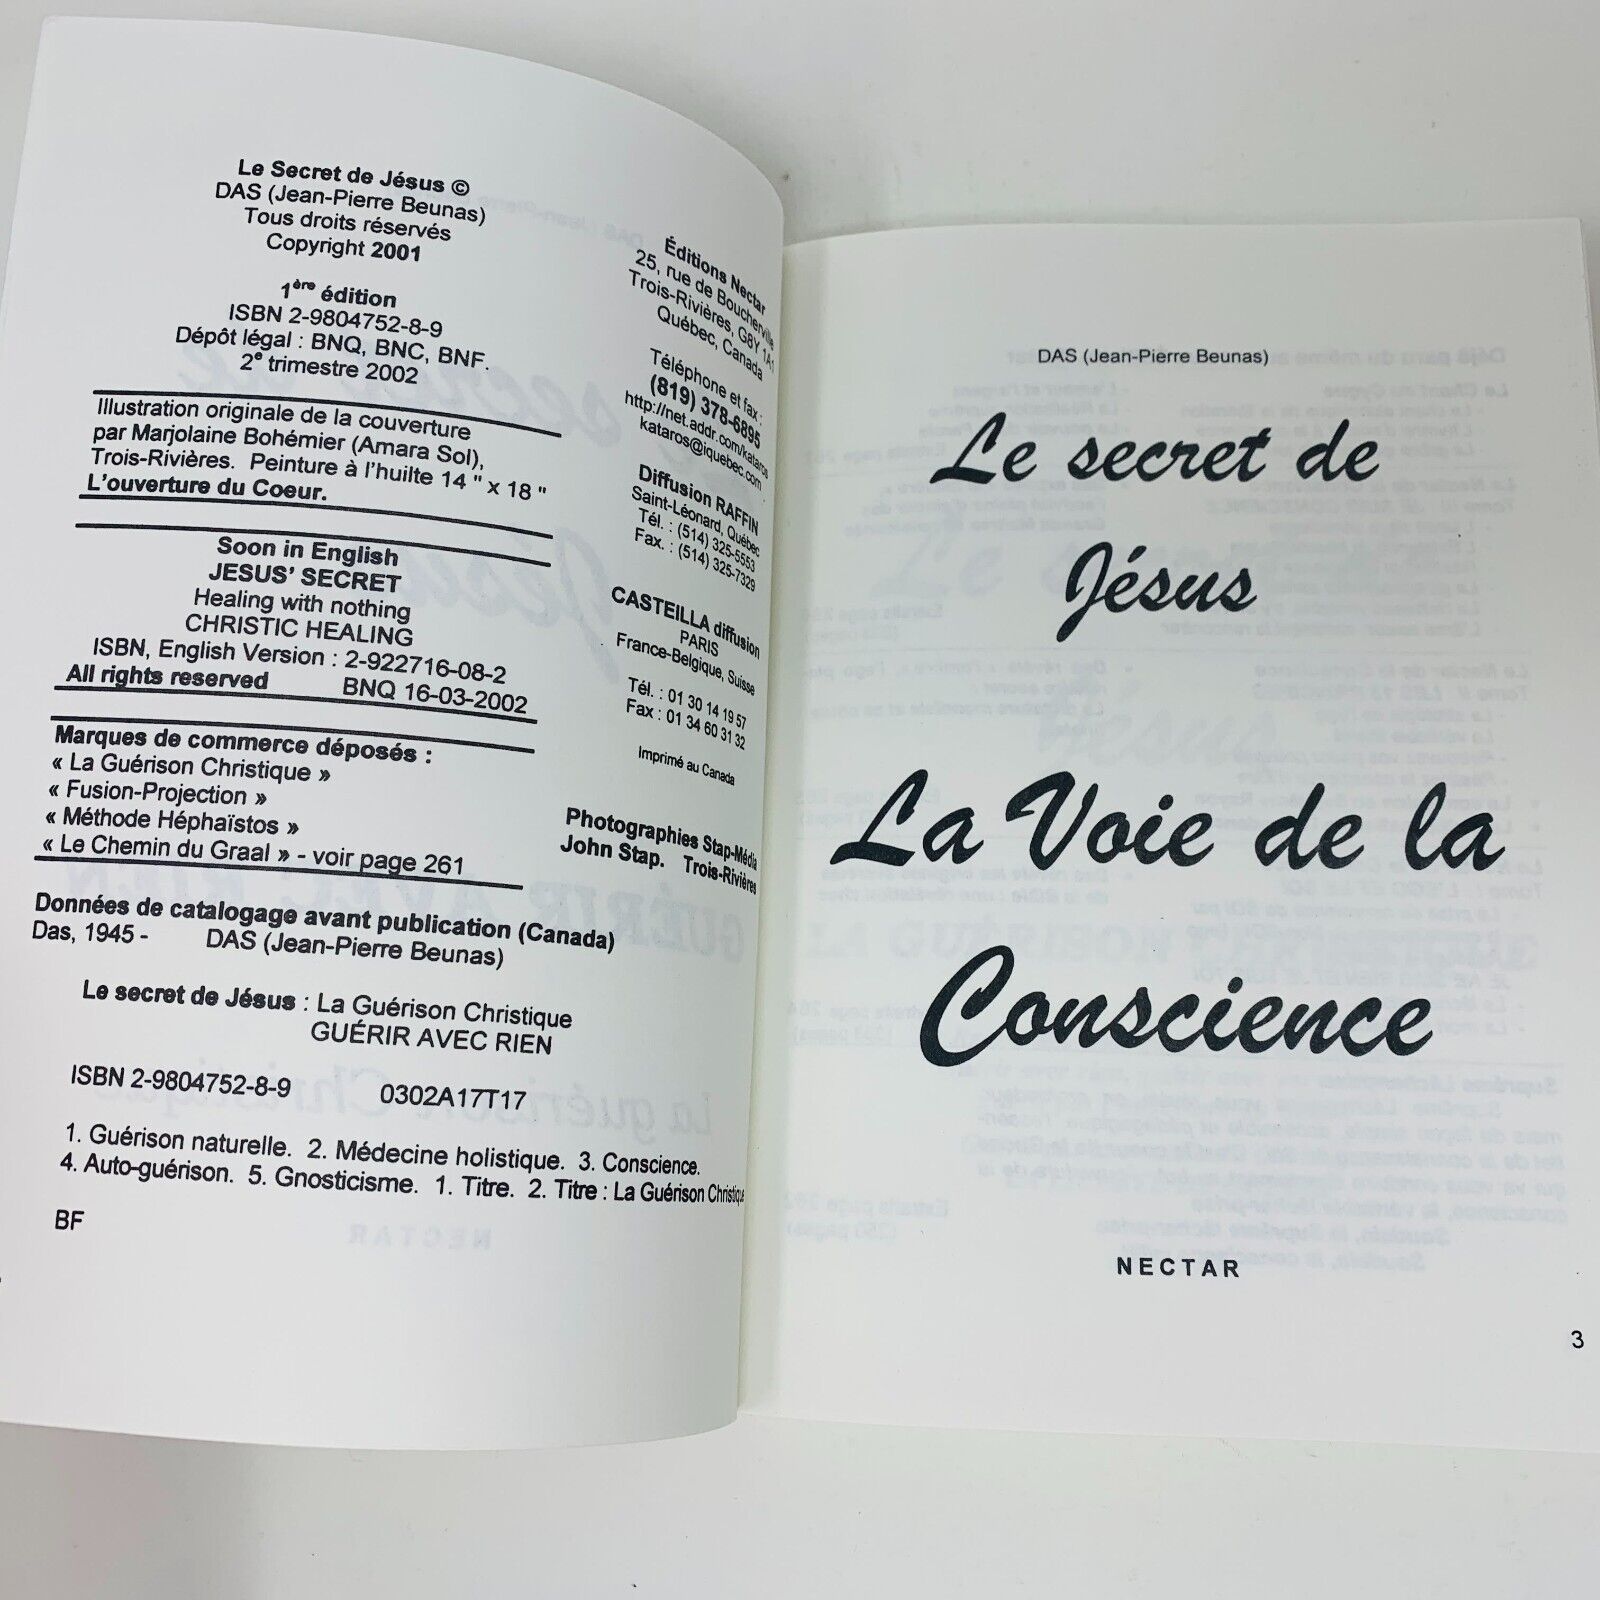 Le Secret de Jésus ©
DAS (Jean-Pierre Beunas)
Tous droits réservés
Copyright 2001
1ère édition
ISBN 2-9804752-8-9
Dépôt légal : BNQ, BNC, BNF.
2e trimestre 2002
Illustration originale de la couverture
par Marjolaine Bohémier (Amara Sol),
Trois-Rivières. Peinture à l'huilte 14 " x 18 "
L'ouverture du Coeur.
Soon in English
JESUS' SECRET
Healing with nothing
CHRISTIC HEALING
ISBN, English Version : 2-922716-08-2
All rights reserved BNQ 16-03-2002
Marques de commerce déposés :
« La Guérison Christique »
« Fusion-Projection »
« Méthode Héphaïstos »
« Le Chemin du Graal » - voir page 261
Éditions Nectar
25, rue de Boucherville
Trois-Rivières, G8Y 1A1
Québec, Canada
Téléphone et fax :
(819) 378-6895
http://net.addr.com/kataros
kataros@iquebec.com
Diffusion RAFFIN
Saint-Léonard, Québec
Tél. : (514) 325-5553
Fax. : (514) 325-7329
CASTEILLA diffusion
PARIS
France-Belgique, Suisse
Tél. : 01 30 14 19 57
Fax : 01 34 60 31 32
Imprimé au Canada
Photographies Stap-Média
John Stap. Trois-Rivières
Données de catalogage avant publication (Canada)
Das, 1945 - DAS (Jean-Pierre Beunas)
Le secret de Jésus : La Guérison Christique
GUÉRIR AVEC RIEN
ISBN 2-9804752-8-9 0302A17T17
1. Guérison naturelle. 2. Médecine holistique. 3. Conscience.
4. Auto-guérison. 5. Gnosticisme. 1. Titre. 2. Titre : La Guérison Christique
BF
DAS (Jean-Pierre Beunas)
Le secret de
Jésus
La Voie de la
Conscience
NECTAR
3